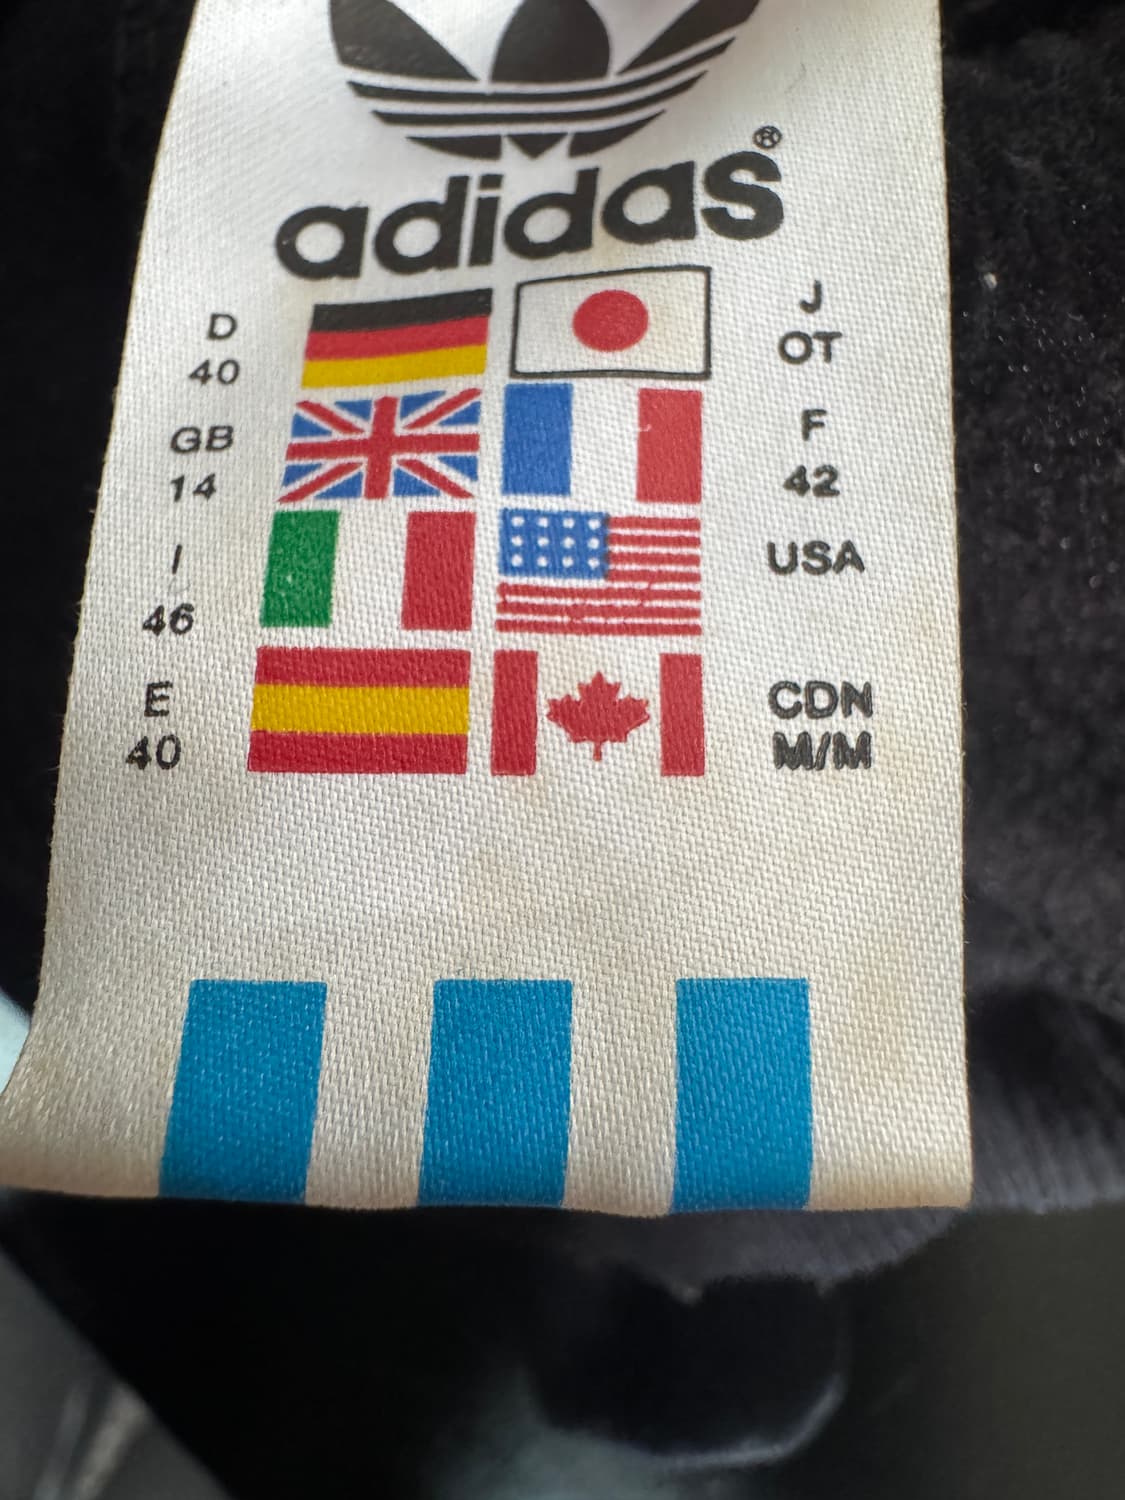 adidas®
D
40
GB
14
I
46
E
40
J
OT
F
42
USA
CDN
M/M